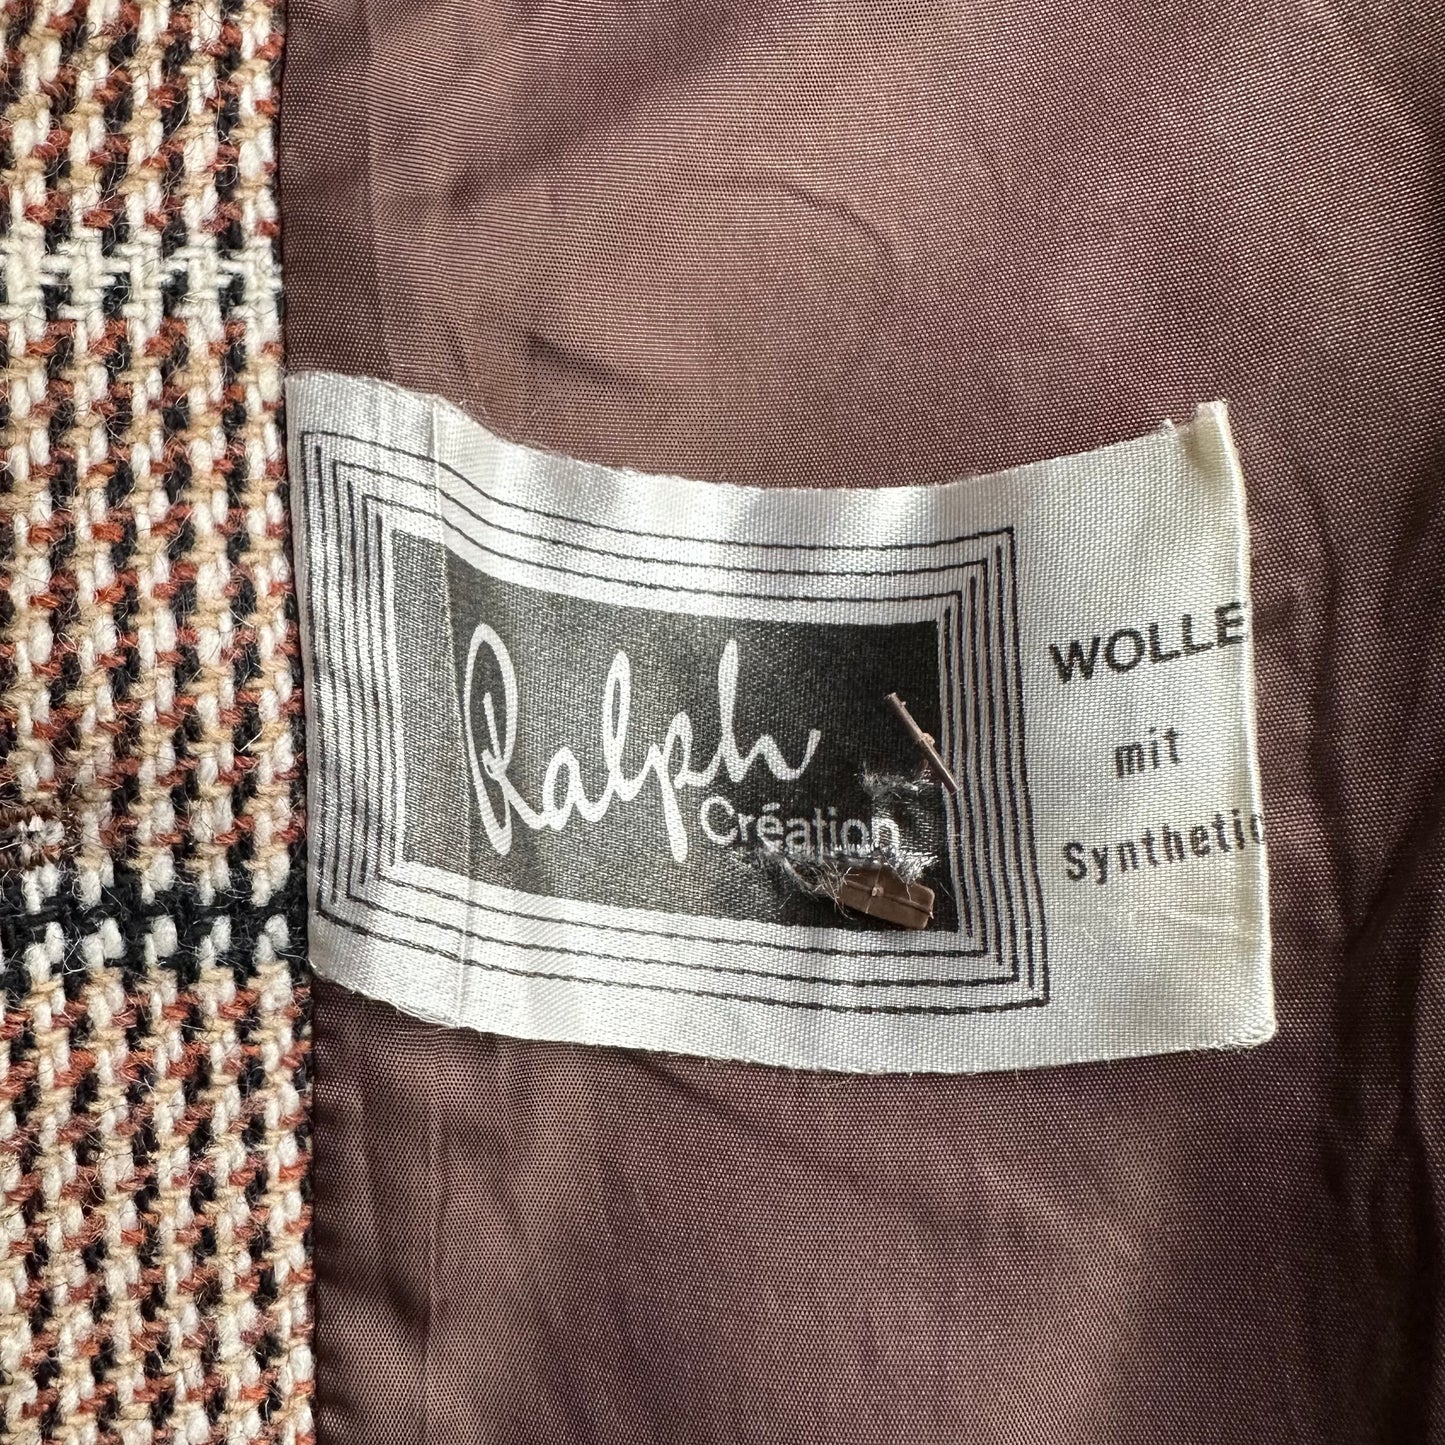 Ralph
Création
WOLLE
mit
Synthetic